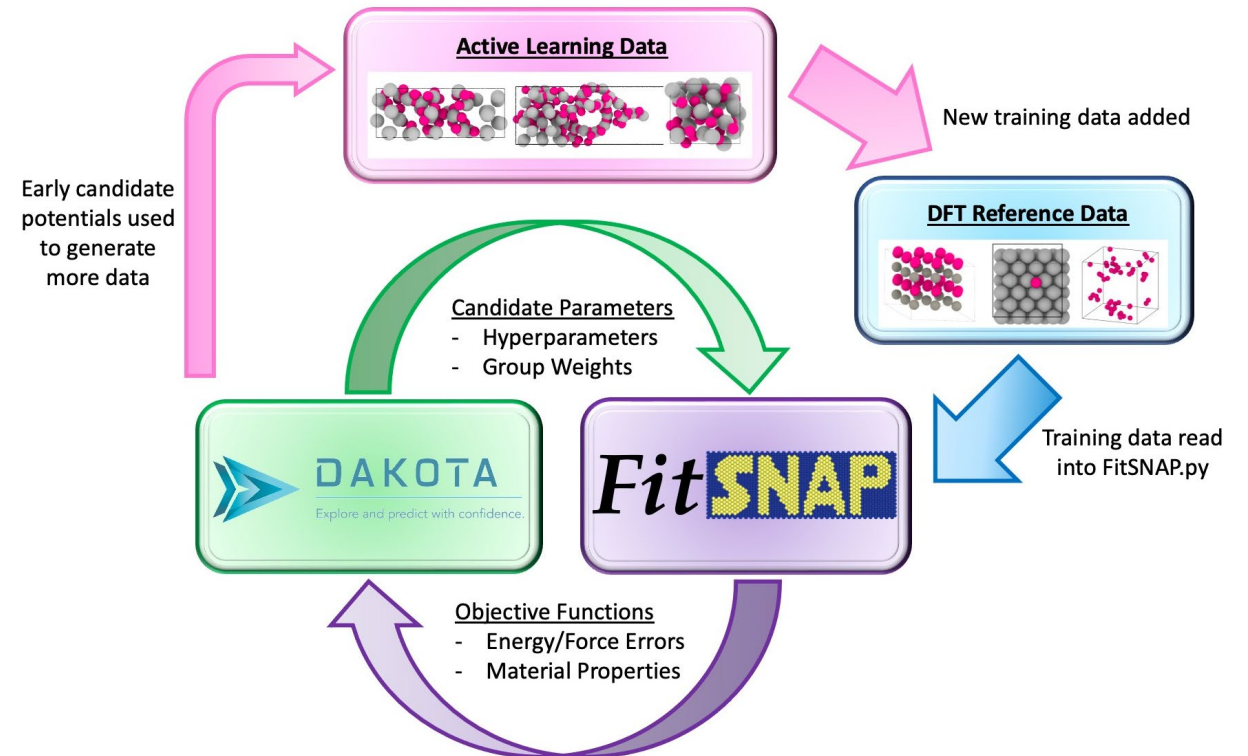 Active Learning Data
New training data added
Early candidate
potentials used
to generate
more data
DFT Reference Data
Candidate Parameters
- Hyperparameters
- Group Weights
DAKOTA
Explore and predict with confidence.
FitSNAP
Training data read
into FitSNAP.py
Objective Functions
- Energy/Force Errors
- Material Properties